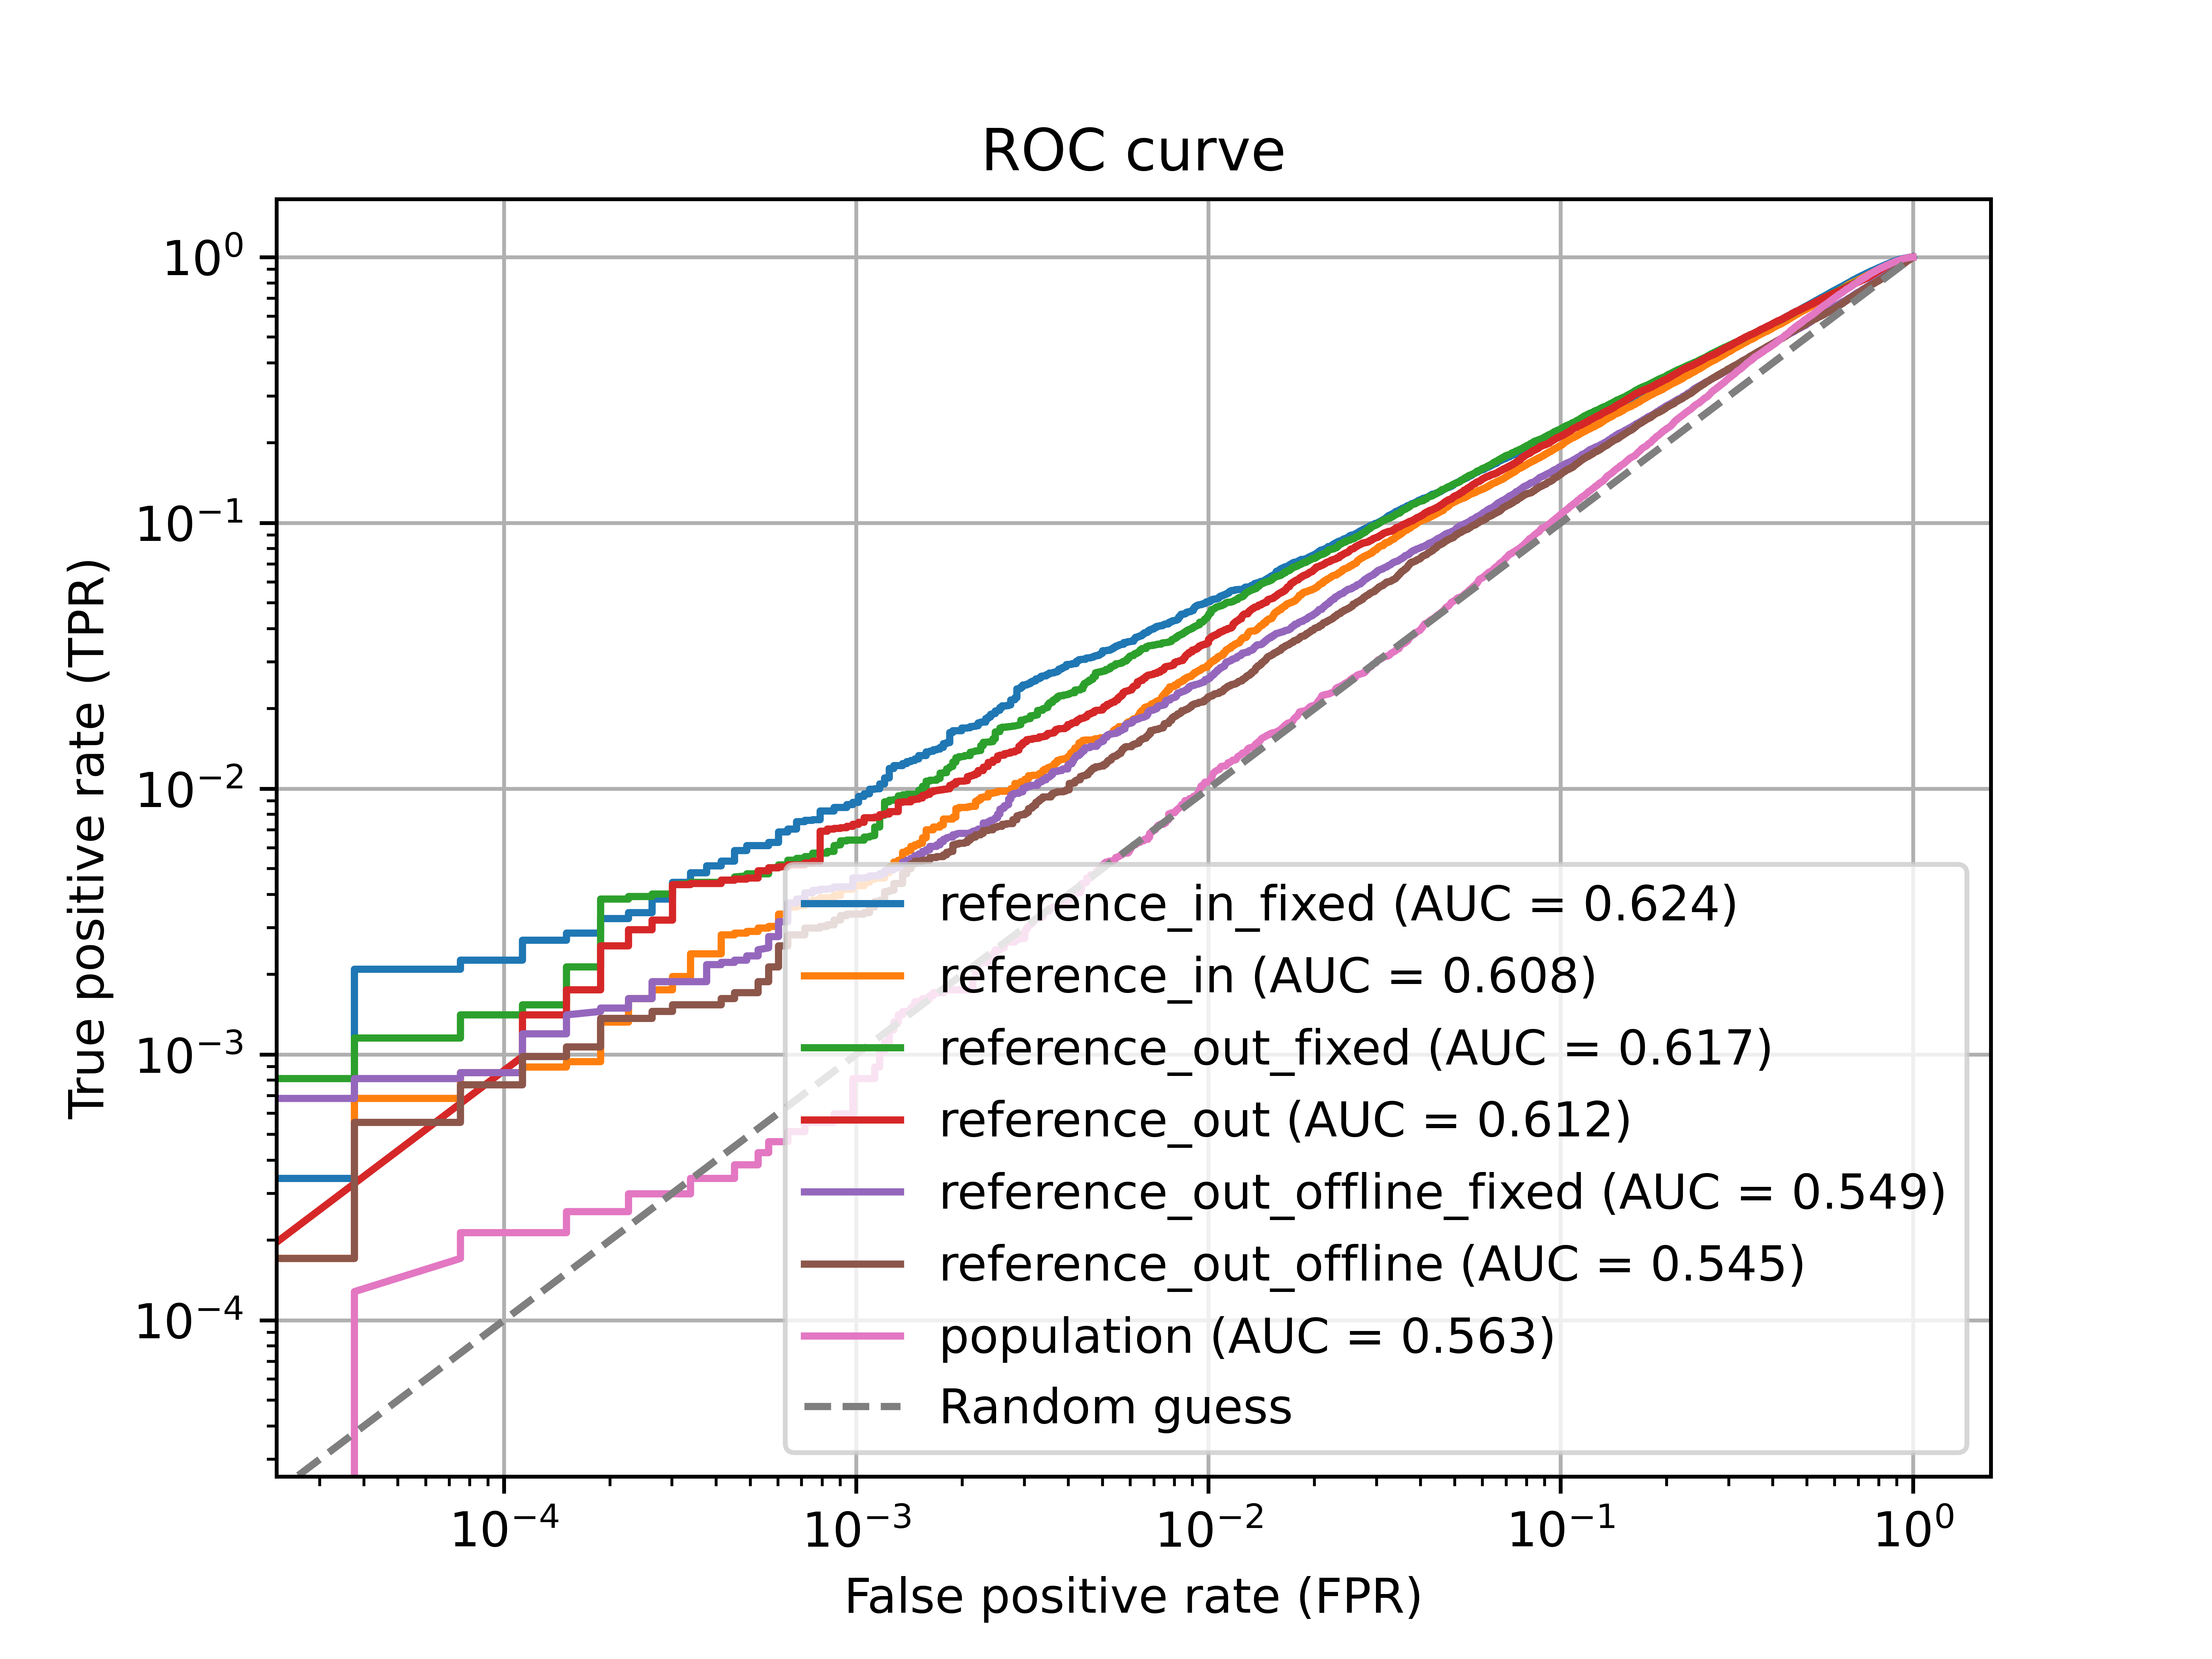 ROC curve
10⁰
10⁻¹
10⁻²
10⁻³
10⁻⁴
True positive rate (TPR)
reference_in_fixed (AUC = 0.624)
reference_in (AUC = 0.608)
reference_out_fixed (AUC = 0.617)
reference_out (AUC = 0.612)
reference_out_offline_fixed (AUC = 0.549)
reference_out_offline (AUC = 0.545)
population (AUC = 0.563)
Random guess
10⁻⁴ 10⁻³ 10⁻² 10⁻¹ 10⁰
False positive rate (FPR)